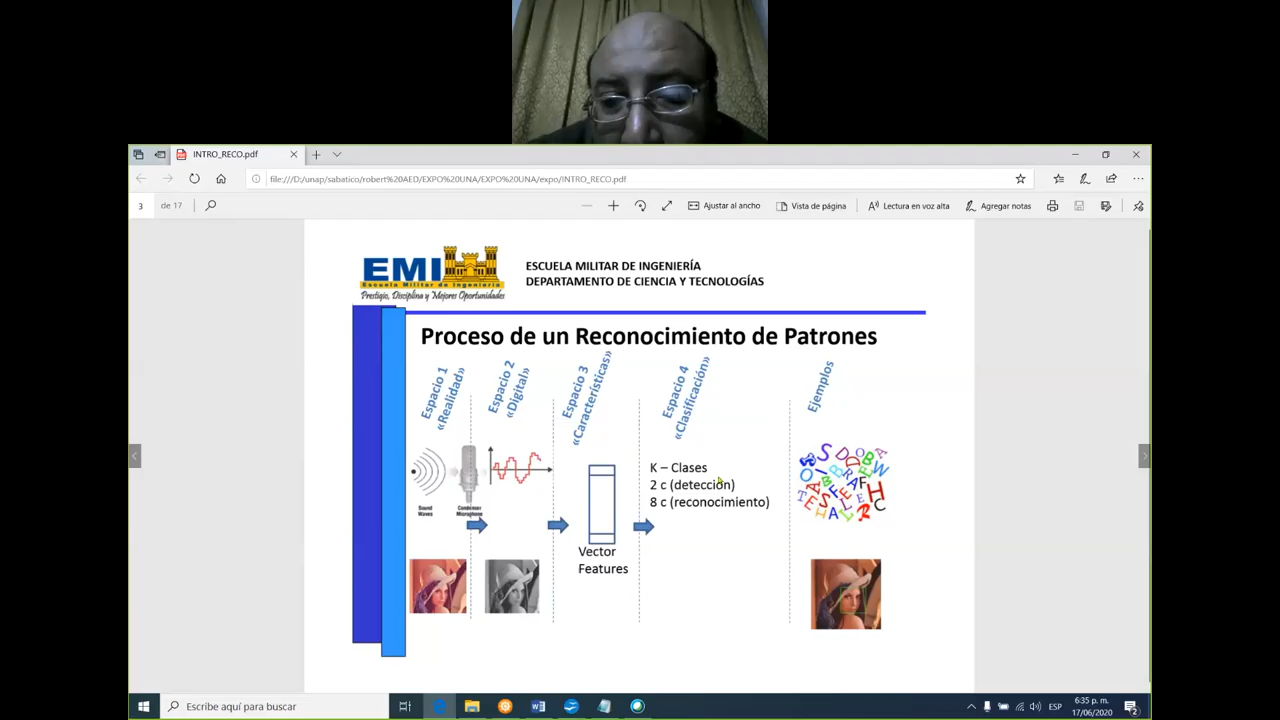 INTRO_RECO.pdf
file:///D:/unap/sabatico/robert%20AED/EXPO%20UNA/EXPO%20UNA/expo/INTRO_RECO.pdf
3 de 17
Ajustar al ancho
Vista de página
Lectura en voz alta
Agregar notas
EMI
Escuela Militar de Ingeniería
Prestigio, Disciplina y Mejores Oportunidades
ESCUELA MILITAR DE INGENIERÍA
DEPARTAMENTO DE CIENCIA Y TECNOLOGÍAS
Proceso de un Reconocimiento de Patrones
Espacio 1
«Realidad»
Espacio 2
«Digital»
Espacio 3
«Características»
Espacio 4
«Clasificación»
Ejemplos
Sound
Waves
Condenser
Microphone
Vector
Features
K – Clases
2 c (detección)
8 c (reconocimiento)
Escribe aquí para buscar
ESP
6:35 p. m.
17/06/2020
2